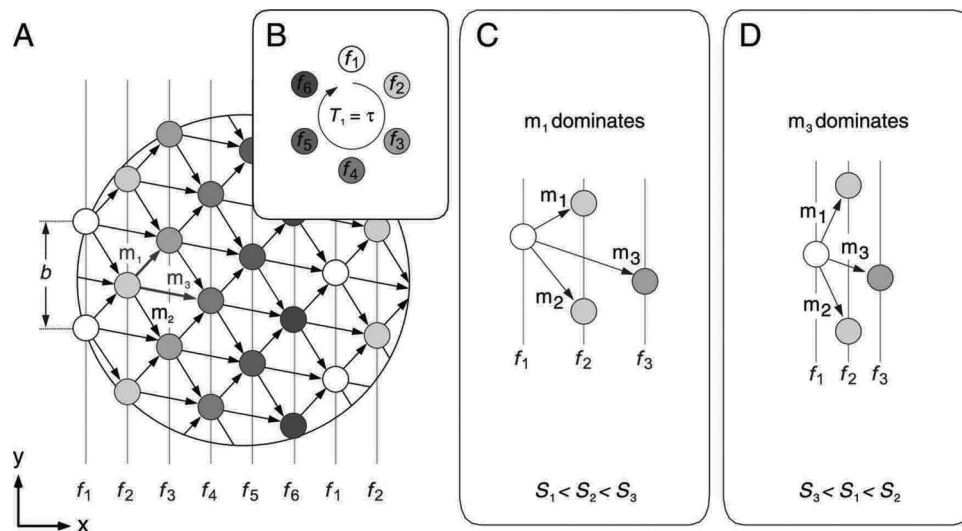 A
B
C
D
f1
f2
f3
f4
f5
f6
T1 = τ
m1 dominates
m3 dominates
b
m1
m3
m2
m1
m3
m2
f1
f2
f3
m1
m3
m2
f1 f2 f3
f1 f2 f3 f4 f5 f6 f1 f2
y
x
S1 < S2 < S3
S3 < S1 < S2